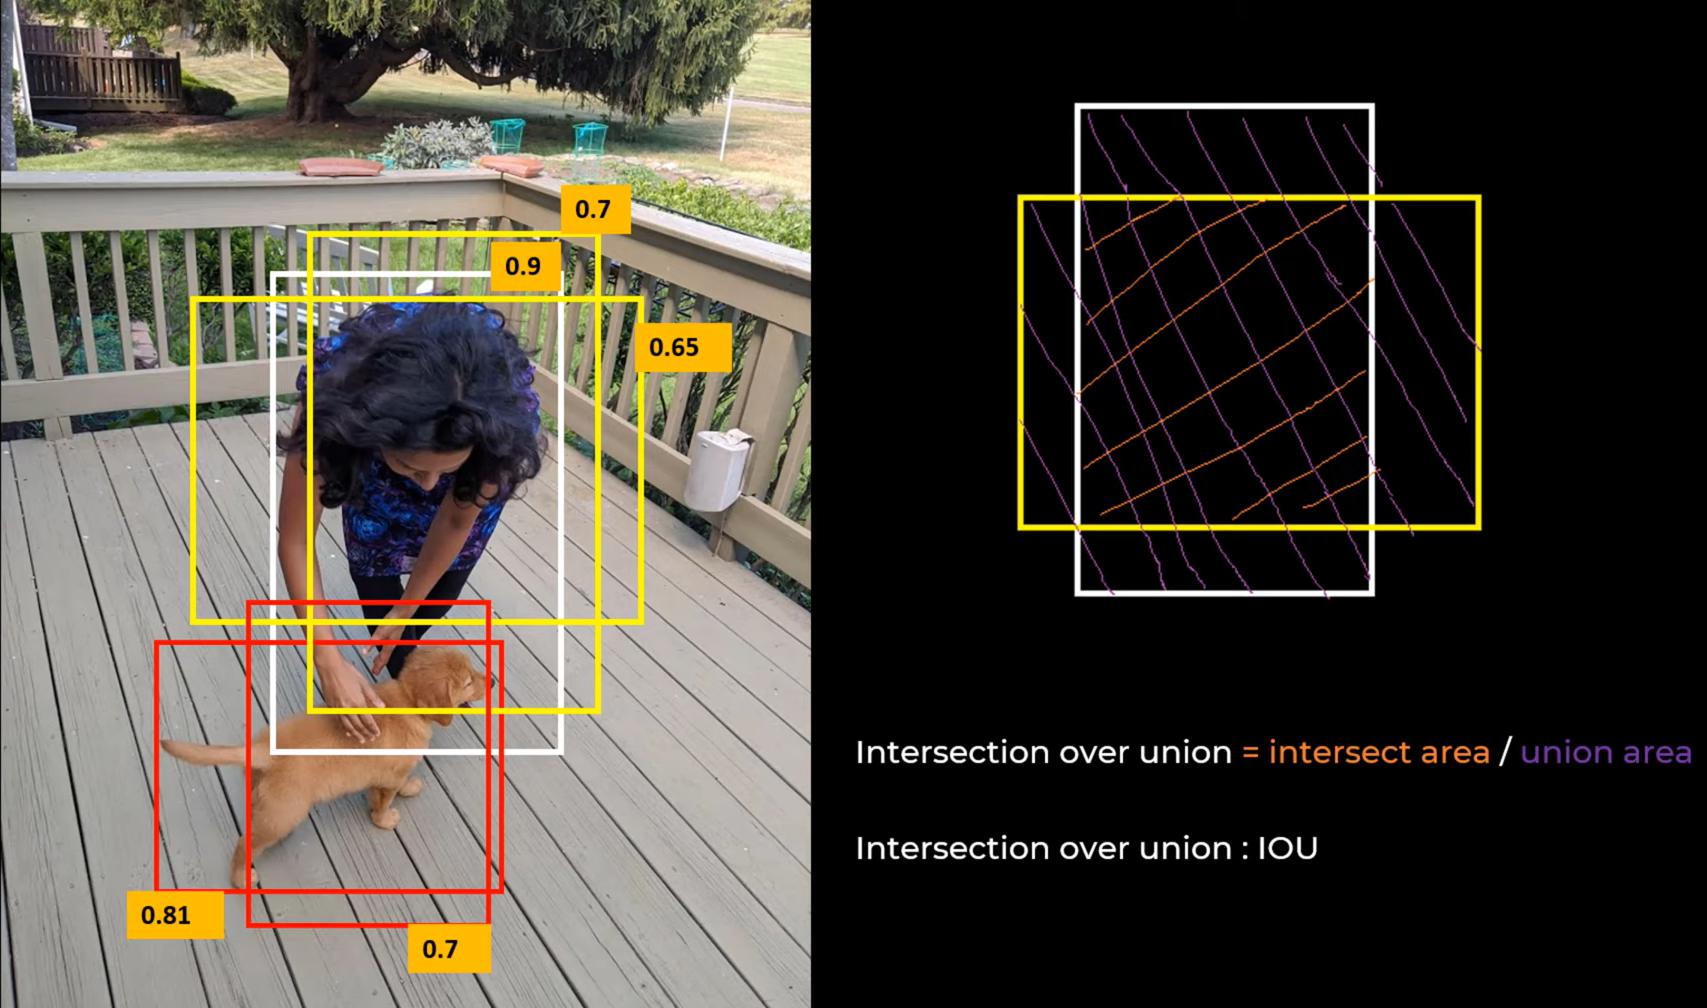 0.7
0.9
0.65
0.81
0.7
Intersection over union = intersect area / union area
Intersection over union : IOU